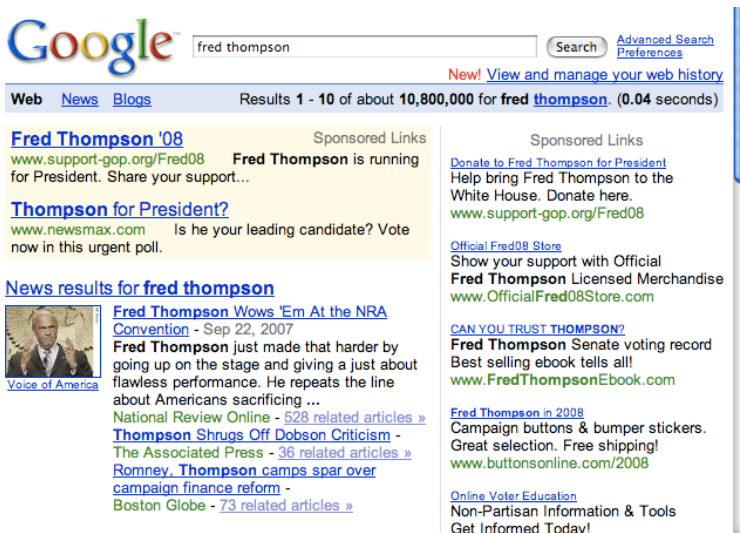 Google™
fred thompson
Search
Advanced Search
Preferences
New! View and manage your web history
Web News Blogs
Results 1 - 10 of about 10,800,000 for fred thompson. (0.04 seconds)
Fred Thompson '08
Sponsored Links
www.support-gop.org/Fred08 Fred Thompson is running
for President. Share your support...
Thompson for President?
www.newsmax.com Is he your leading candidate? Vote
now in this urgent poll.
News results for fred thompson
Voice of America
Fred Thompson Wows 'Em At the NRA
Convention - Sep 22, 2007
Fred Thompson just made that harder by
going up on the stage and giving a just about
flawless performance. He repeats the line
about Americans sacrificing ...
National Review Online - 528 related articles »
Thompson Shrugs Off Dobson Criticism -
The Associated Press - 36 related articles »
Romney, Thompson camps spar over
campaign finance reform -
Boston Globe - 73 related articles »
Sponsored Links
Donate to Fred Thompson for President
Help bring Fred Thompson to the
White House. Donate here.
www.support-gop.org/Fred08
Official Fred08 Store
Show your support with Official
Fred Thompson Licensed Merchandise
www.OfficialFred08Store.com
CAN YOU TRUST THOMPSON?
Fred Thompson Senate voting record
Best selling ebook tells all!
www.FredThompsonEbook.com
Fred Thompson in 2008
Campaign buttons & bumper stickers.
Great selection. Free shipping!
www.buttonsonline.com/2008
Online Voter Education
Non-Partisan Information & Tools
Get Informed Today!